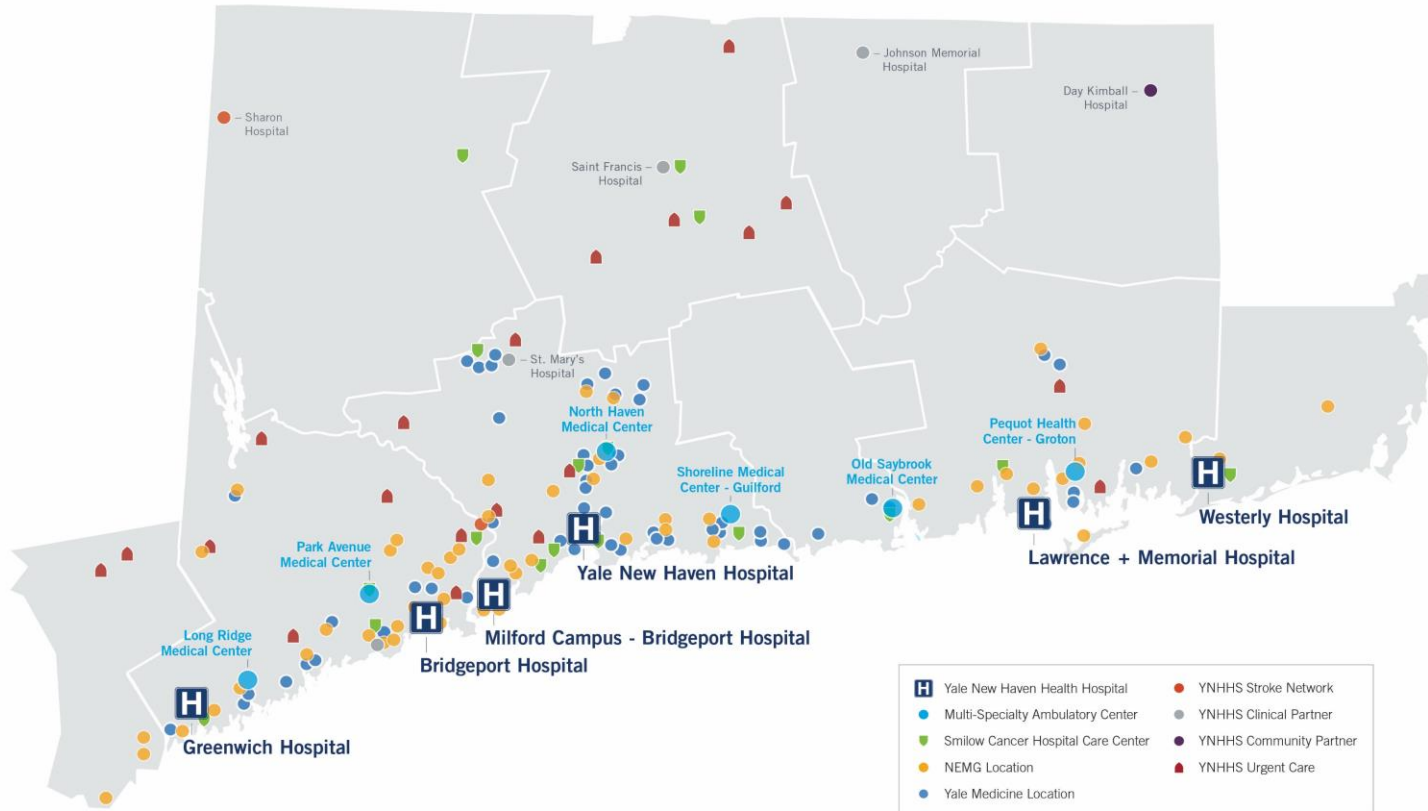 – Johnson Memorial
Hospital
Day Kimball –
Hospital
– Sharon
Hospital
Saint Francis –
Hospital
– St. Mary's
Hospital
North Haven
Medical Center
Pequot Health
Center - Groton
Shoreline Medical
Center - Guilford
Old Saybrook
Medical Center
H
H
Westerly Hospital
H
Park Avenue
Medical Center
Lawrence + Memorial Hospital
Yale New Haven Hospital
H
H
Milford Campus - Bridgeport Hospital
Long Ridge
Medical Center
Bridgeport Hospital
H
Greenwich Hospital
H Yale New Haven Health Hospital
Multi-Specialty Ambulatory Center
Smilow Cancer Hospital Care Center
NEMG Location
Yale Medicine Location
YNHHS Stroke Network
YNHHS Clinical Partner
YNHHS Community Partner
YNHHS Urgent Care